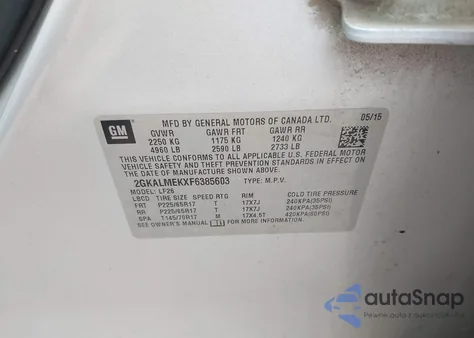 GM
MFD BY GENERAL MOTORS OF CANADA LTD.
05/15
GVWR GAWR FRT GAWR RR
2250 KG 1175 KG 1240 KG
4960 LB 2590 LB 2733 LB
THIS VEHICLE CONFORMS TO ALL APPLICABLE U.S. FEDERAL MOTOR
VEHICLE SAFETY, BUMPER, AND THEFT PREVENTION STANDARDS IN
EFFECT ON THE DATE OF MANUFACTURE SHOWN ABOVE.
2GKALMEKXF6385603 TYPE: M.P.V.
MODEL: LF26
LBCD TIRE SIZE SPEED RTG RIM COLD TIRE PRESSURE
FRT P225/65R17 T 17X7J 240KPA(35PSI)
RR P225/65R17 T 17X7J 240KPA(35PSI)
SPA T145/70R17 M 17X4.5T 420KPA(60PSI)
SEE OWNER'S MANUAL FOR MORE INFORMATION
autoSnap
Pewne auto z USA